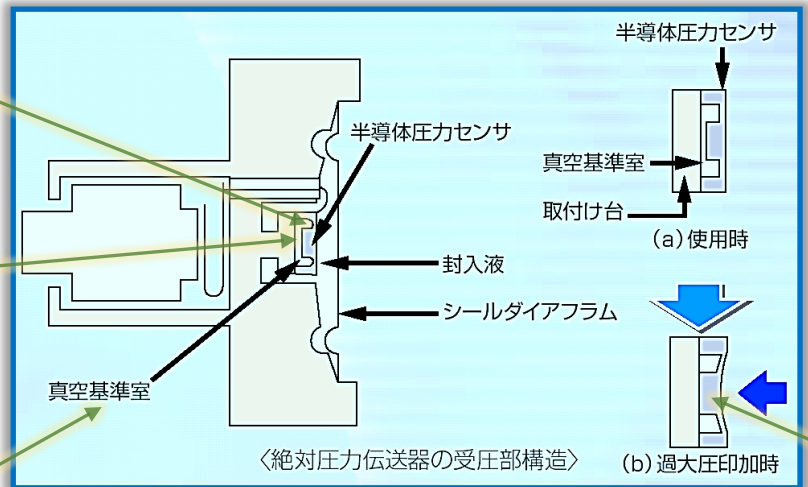 半導体圧力センサ
半導体圧力センサ
真空基準室
取付け台
(a)使用時
封入液
シールダイアフラム
真空基準室
〈絶対圧力伝送器の受圧部構造〉
(b)過大圧印加時